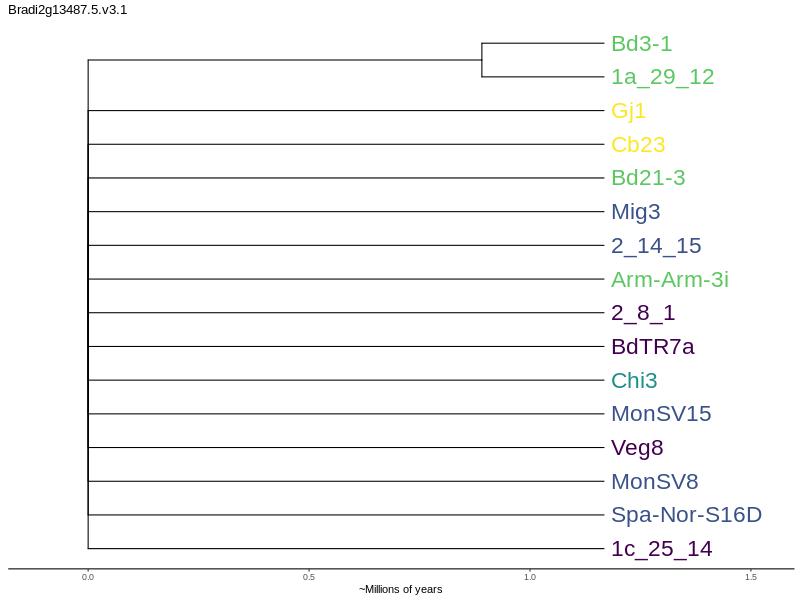 Bradi2g13487.5.v3.1
Bd3-1
1a_29_12
Gj1
Cb23
Bd21-3
Mig3
2_14_15
Arm-Arm-3i
2_8_1
BdTR7a
Chi3
MonSV15
Veg8
MonSV8
Spa-Nor-S16D
1c_25_14
0.0 0.5 1.0 1.5
~Millions of years